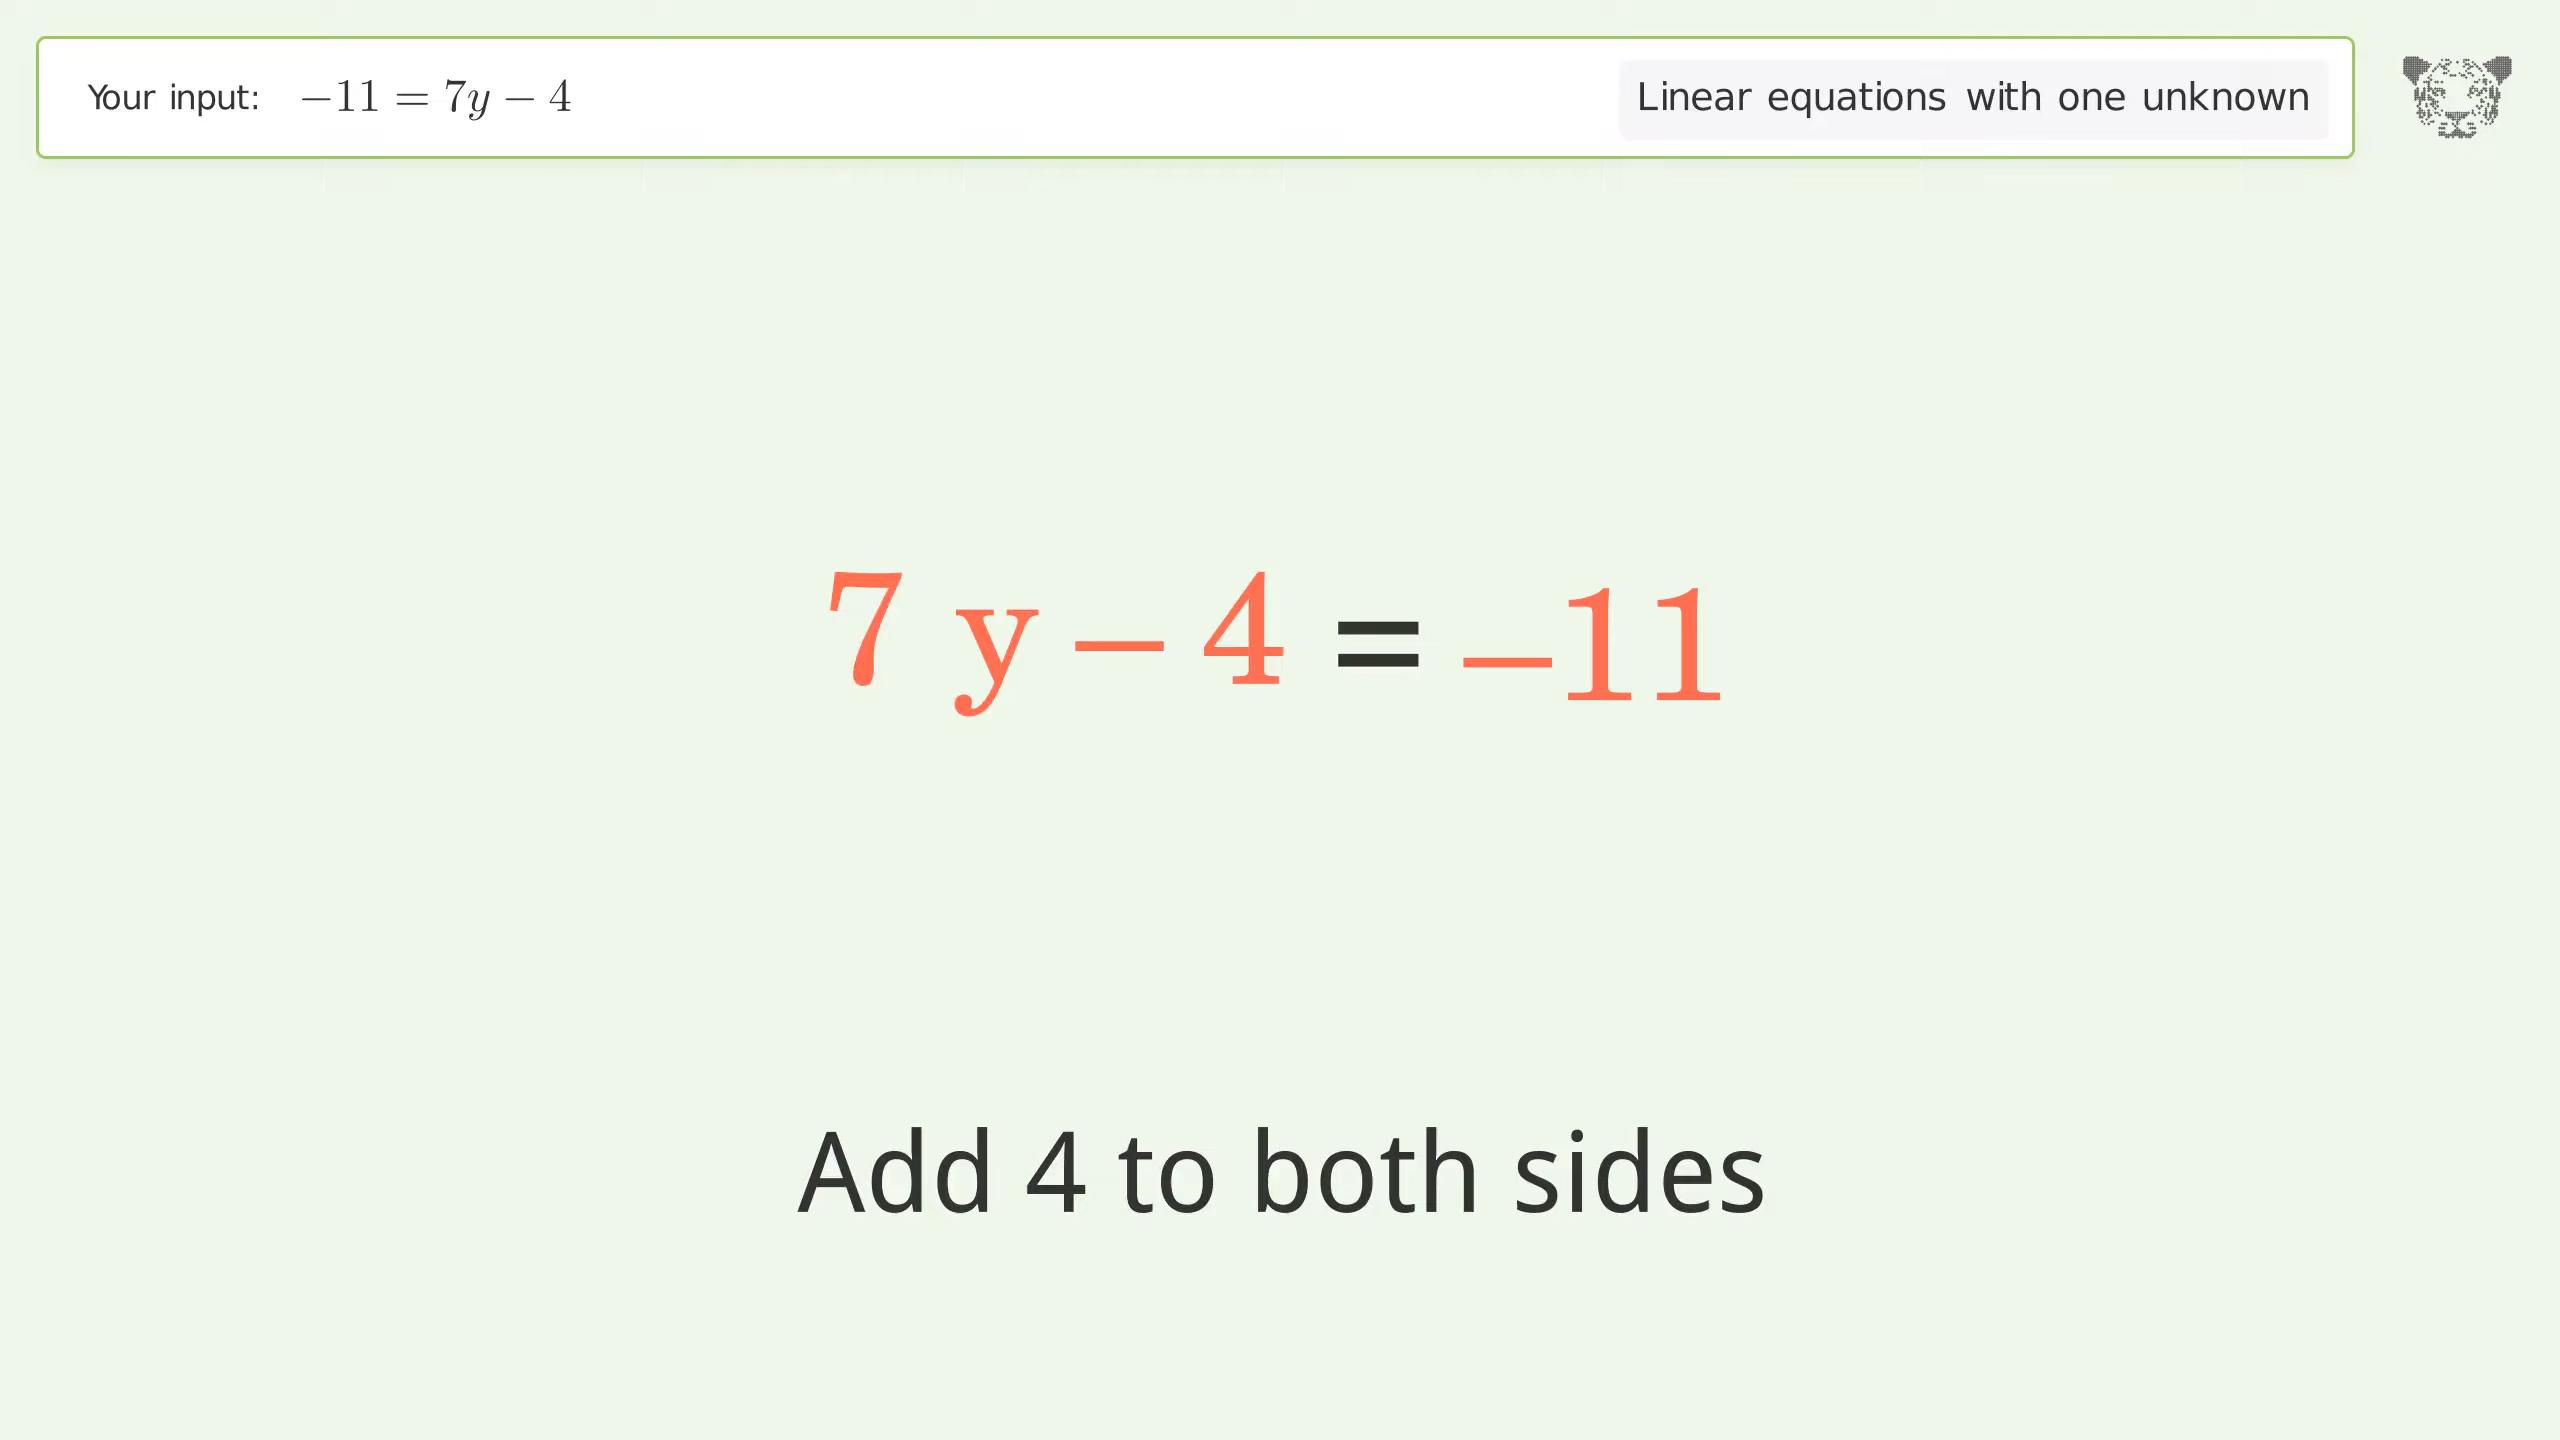 Your input: −11 = 7y − 4
Linear equations with one unknown
7 y − 4 = −11
Add 4 to both sides